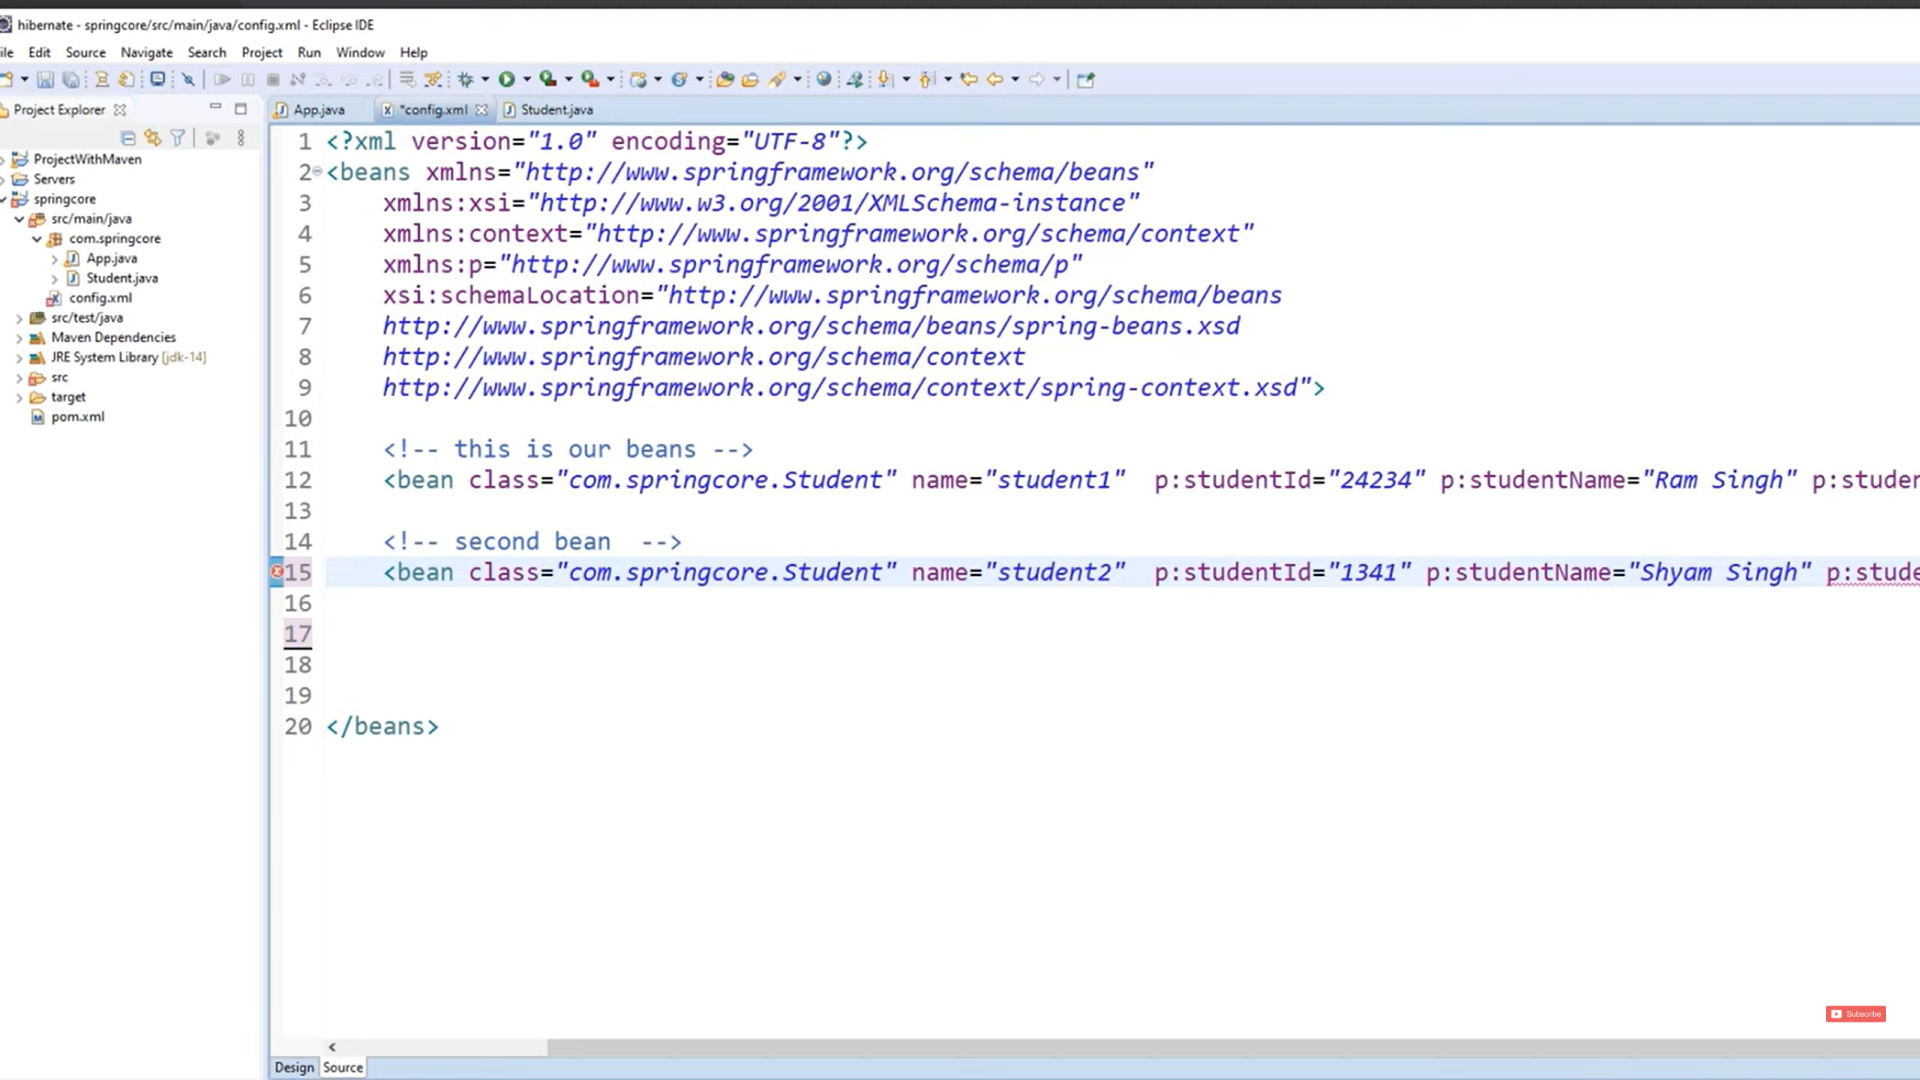 hibernate - springcore/src/main/java/config.xml - Eclipse IDE
Edit Source Navigate Search Project Run Window Help
Project Explorer
App.java *config.xml Student.java
ProjectWithMaven
Servers
springcore
src/main/java
com.springcore
App.java
Student.java
config.xml
src/test/java
Maven Dependencies
JRE System Library [jdk-14]
src
target
pom.xml
1 <?xml version="1.0" encoding="UTF-8"?>
2 <beans xmlns="http://www.springframework.org/schema/beans"
3 xmlns:xsi="http://www.w3.org/2001/XMLSchema-instance"
4 xmlns:context="http://www.springframework.org/schema/context"
5 xmlns:p="http://www.springframework.org/schema/p"
6 xsi:schemaLocation="http://www.springframework.org/schema/beans
7 http://www.springframework.org/schema/beans/spring-beans.xsd
8 http://www.springframework.org/schema/context
9 http://www.springframework.org/schema/context/spring-context.xsd">
10
11 <!-- this is our beans -->
12 <bean class="com.springcore.Student" name="student1" p:studentId="24234" p:studentName="Ram Singh" p:studen
13
14 <!-- second bean -->
15 <bean class="com.springcore.Student" name="student2" p:studentId="1341" p:studentName="Shyam Singh" p:stude
16
17
18
19
20 </beans>
Subscribe
Design Source